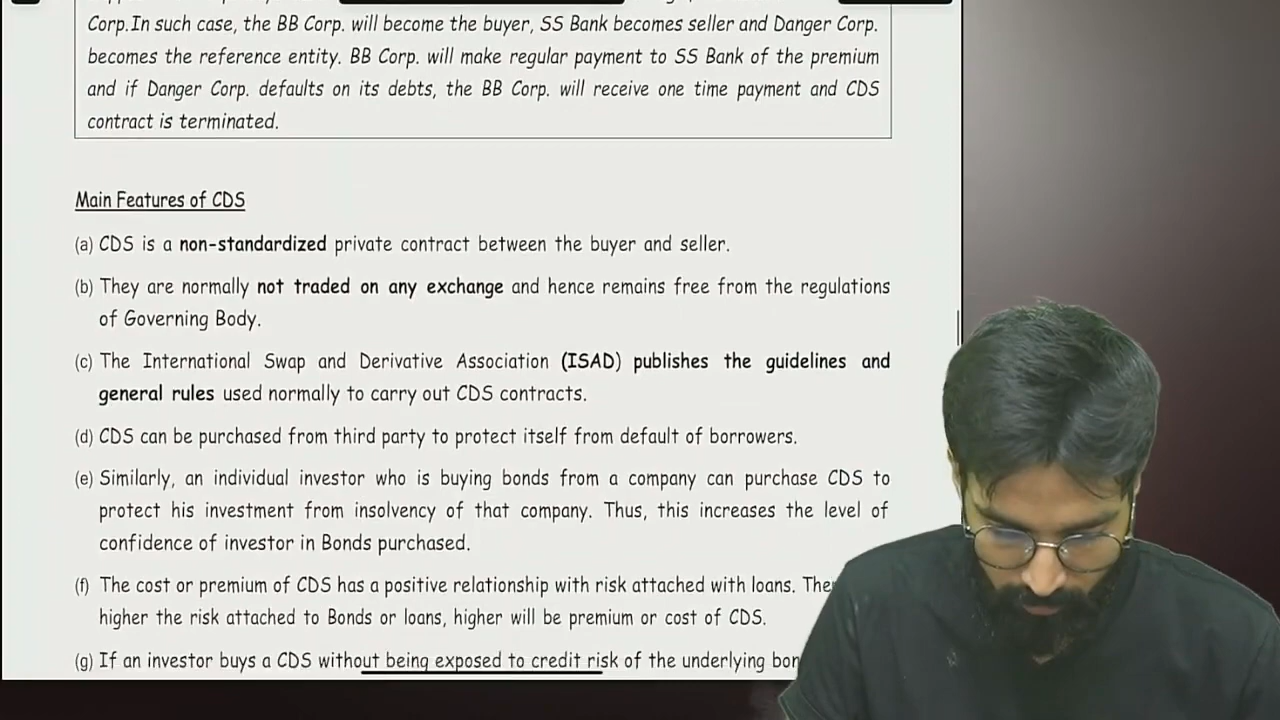 Corp.In such case, the BB Corp. will become the buyer, SS Bank becomes seller and Danger Corp.
becomes the reference entity. BB Corp. will make regular payment to SS Bank of the premium
and if Danger Corp. defaults on its debts, the BB Corp. will receive one time payment and CDS
contract is terminated.
Main Features of CDS
(a) CDS is a non-standardized private contract between the buyer and seller.
(b) They are normally not traded on any exchange and hence remains free from the regulations
of Governing Body.
(c) The International Swap and Derivative Association (ISAD) publishes the guidelines and
general rules used normally to carry out CDS contracts.
(d) CDS can be purchased from third party to protect itself from default of borrowers.
(e) Similarly, an individual investor who is buying bonds from a company can purchase CDS to
protect his investment from insolvency of that company. Thus, this increases the level of
confidence of investor in Bonds purchased.
(f) The cost or premium of CDS has a positive relationship with risk attached with loans.
higher the risk attached to Bonds or loans, higher will be premium or cost of CDS.
(g) If an investor buys a CDS without being exposed to credit risk of the underlying